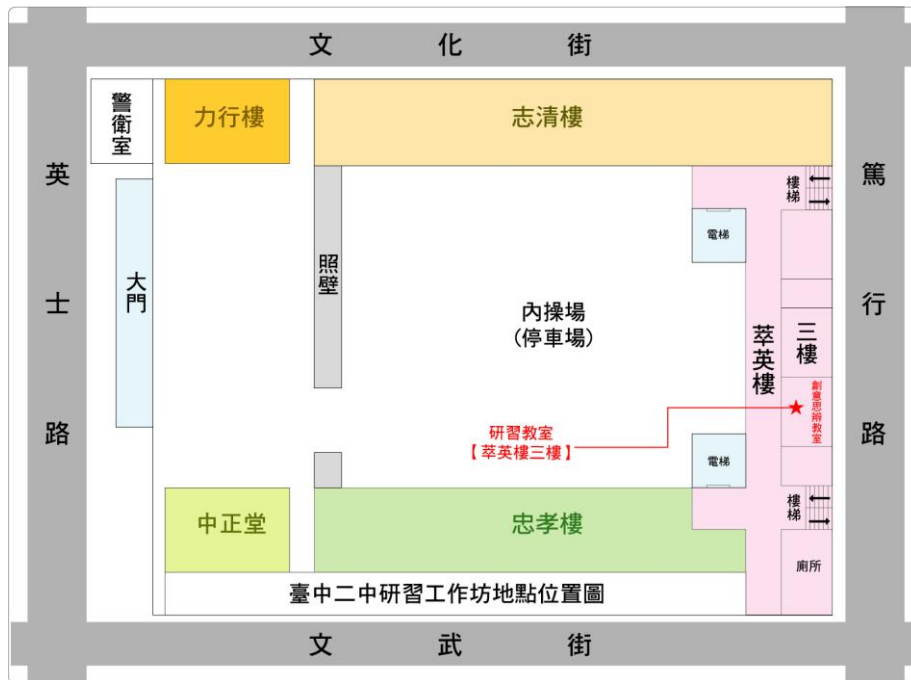 文化街
警衛室
力行樓
志清樓
英士路
篤行路
樓梯
電梯
大門
照壁
內操場
(停車場)
萃英樓
三樓
創意思辨教室
研習教室
【萃英樓三樓】
電梯
樓梯
中正堂
忠孝樓
廁所
臺中二中研習工作坊地點位置圖
文武街